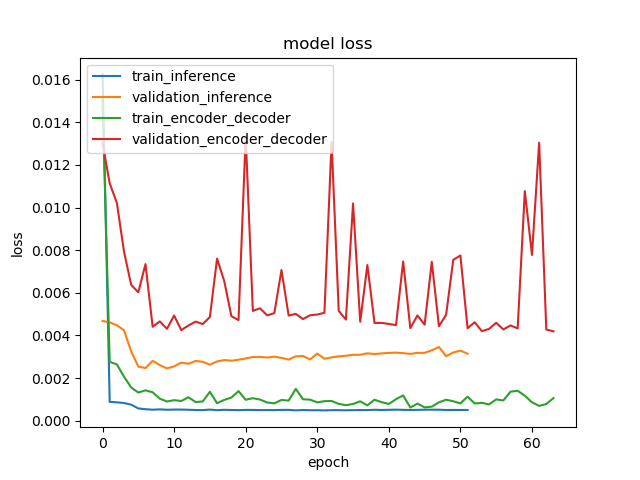 model loss
train_inference
validation_inference
train_encoder_decoder
validation_encoder_decoder
0.016
0.014
0.012
0.010
0.008
0.006
0.004
0.002
0.000
loss
0 10 20 30 40 50 60
epoch